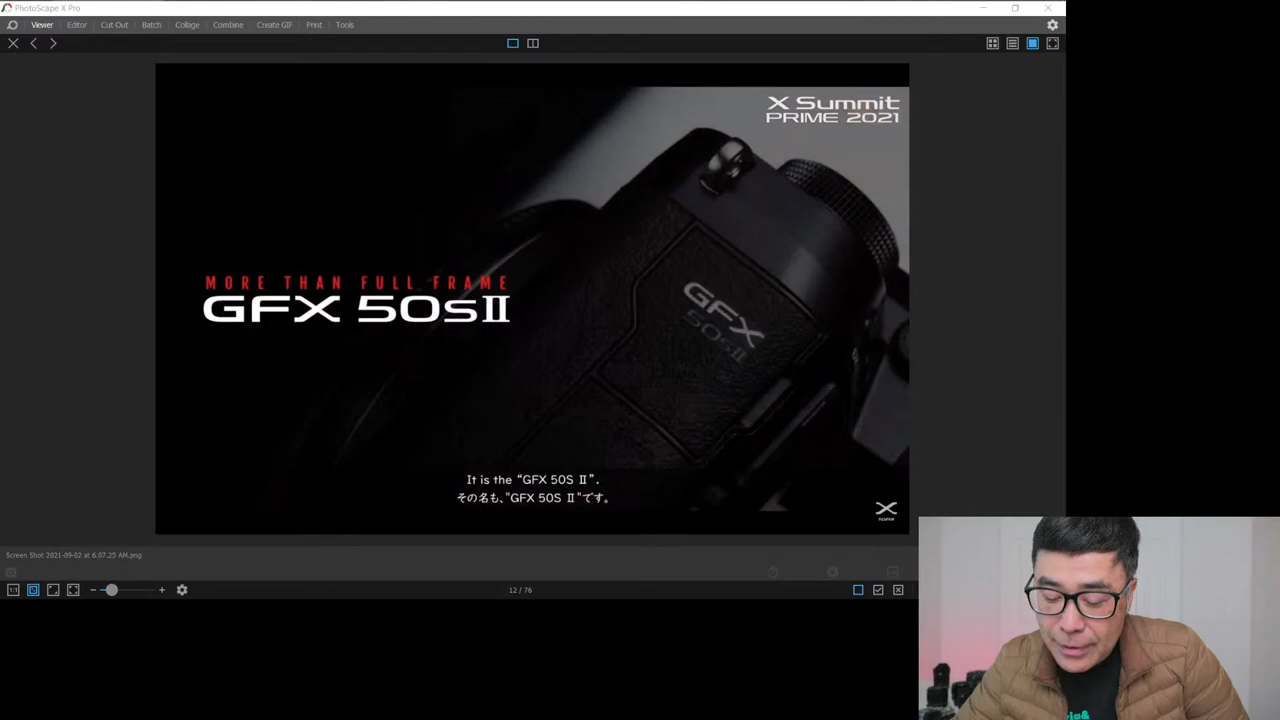 PhotoScape X Pro
Viewer Editor Cut Out Batch Collage Combine Create GIF Print Tools
X Summit
PRIME 2021
MORE THAN FULL FRAME
GFX 50SII
GFX
50SII
It is the “GFX 50S Ⅱ”.
その名も、"GFX 50S Ⅱ"です。
Screen Shot 2021-09-02 at 6.07.25 AM.png
1:1
12 / 76